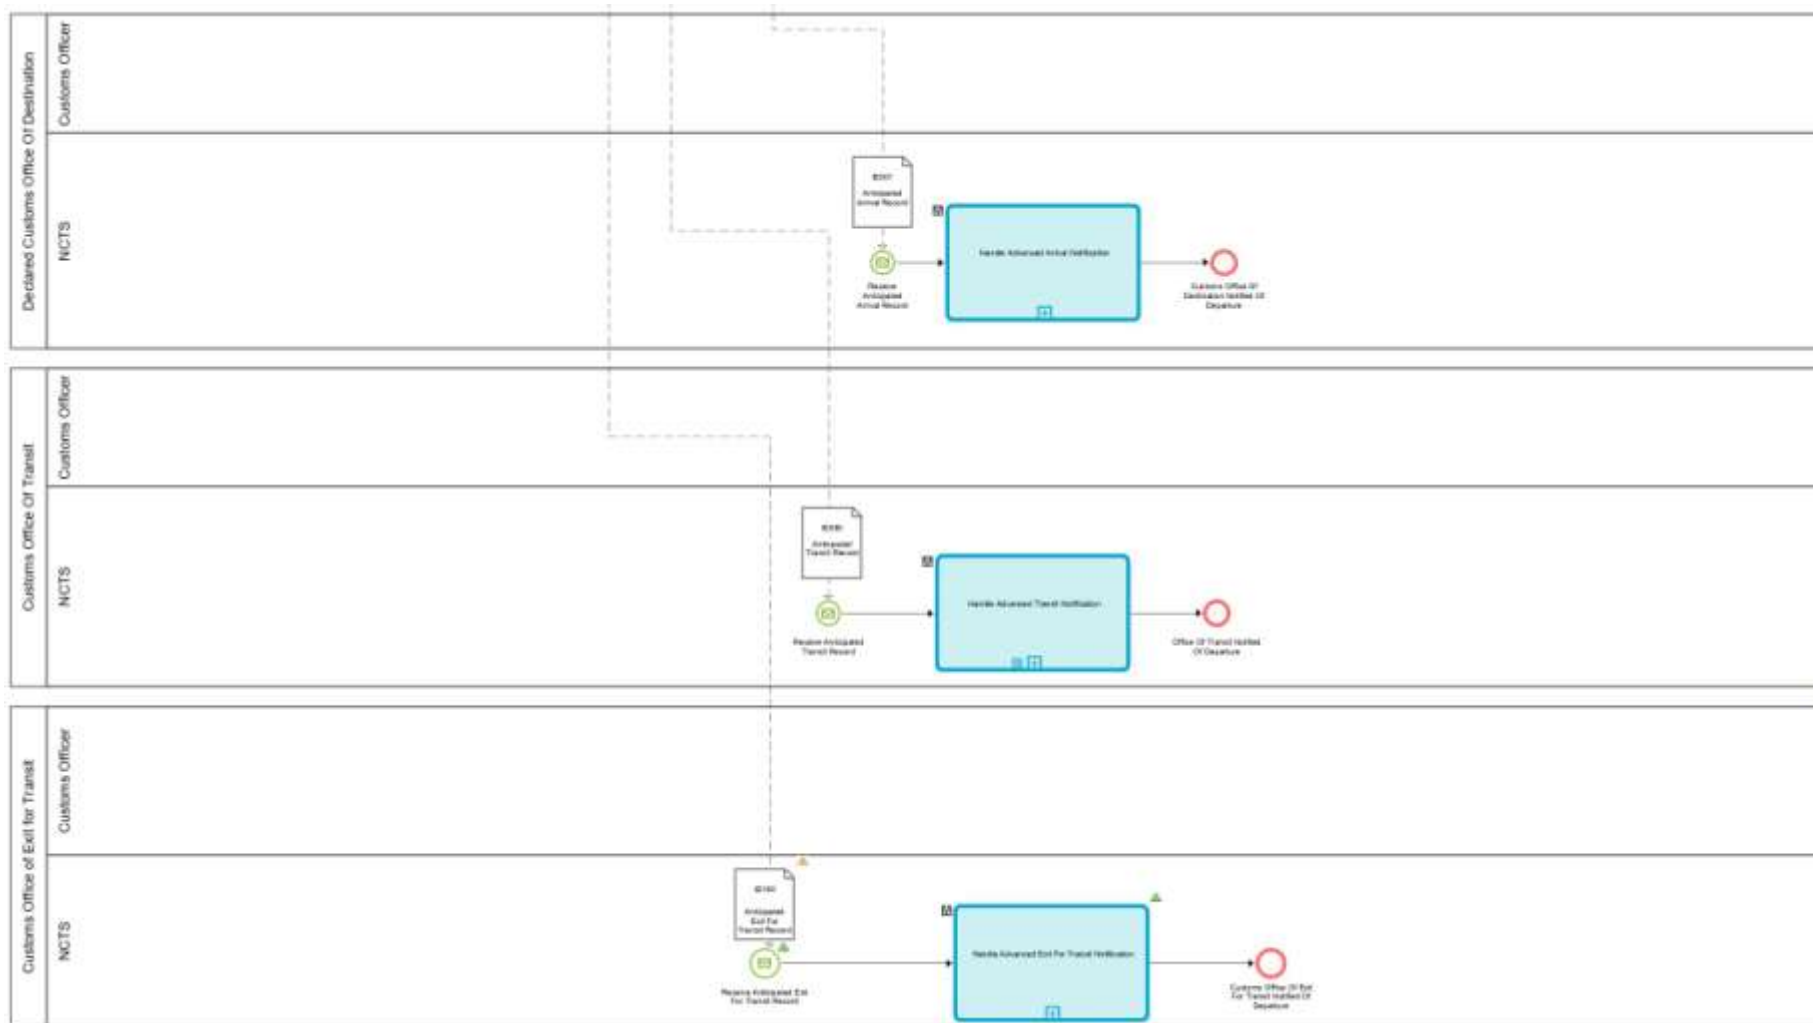 Declared Customs Office Of Destination
Customs Officer
NCTS
Anticipated
Arrival Record
Receive
Anticipated
Arrival Record
Handle Advanced Arrival Notification
Customs Office Of
Destination Notified Of
Departure
Customs Office Of Transit
Customs Officer
NCTS
Anticipated
Transit Record
Receive Anticipated
Transit Record
Handle Advanced Transit Notification
Office Of Transit Notified
Of Departure
Customs Office of Exit for Transit
Customs Officer
NCTS
Anticipated
Exit For
Transit Record
Receive Anticipated Exit
For Transit Record
Handle Advanced Exit For Transit Notification
Customs Office Of Exit
For Transit Notified Of
Departure